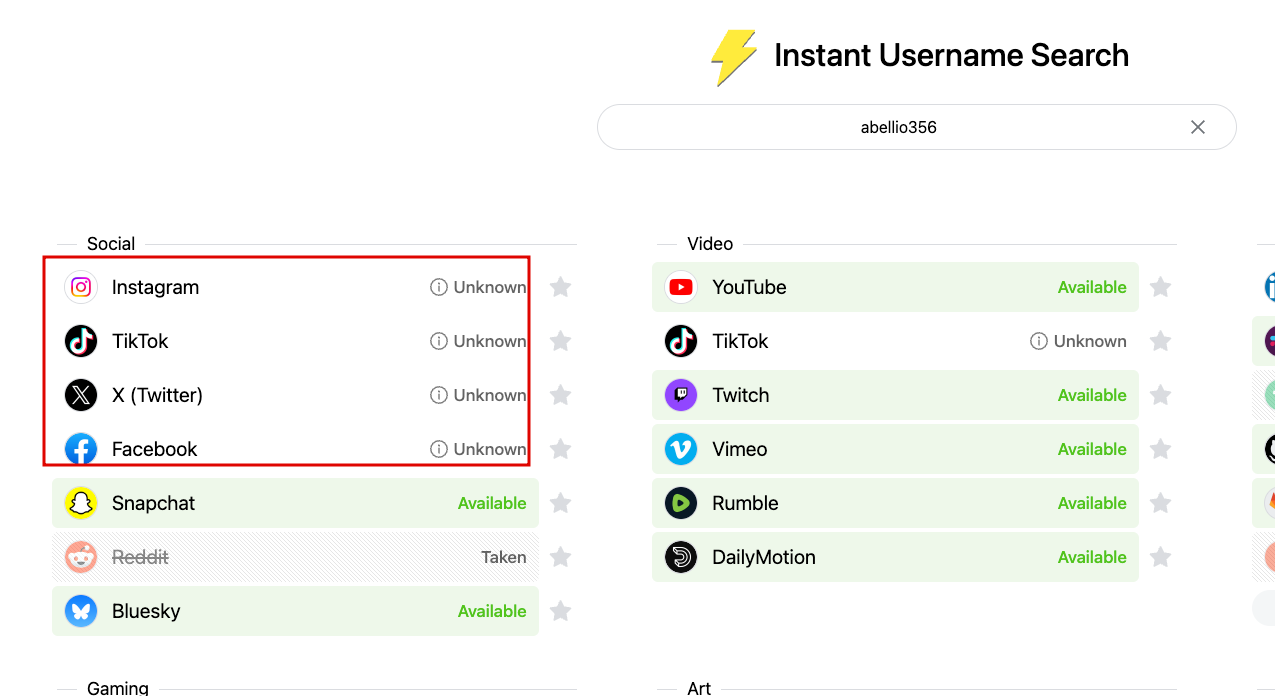 Instant Username Search
abellio356
Social
Instagram Unknown
TikTok Unknown
X (Twitter) Unknown
Facebook Unknown
Snapchat Available
Reddit Taken
Bluesky Available
Video
YouTube Available
TikTok Unknown
Twitch Available
Vimeo Available
Rumble Available
DailyMotion Available
Gaming
Art